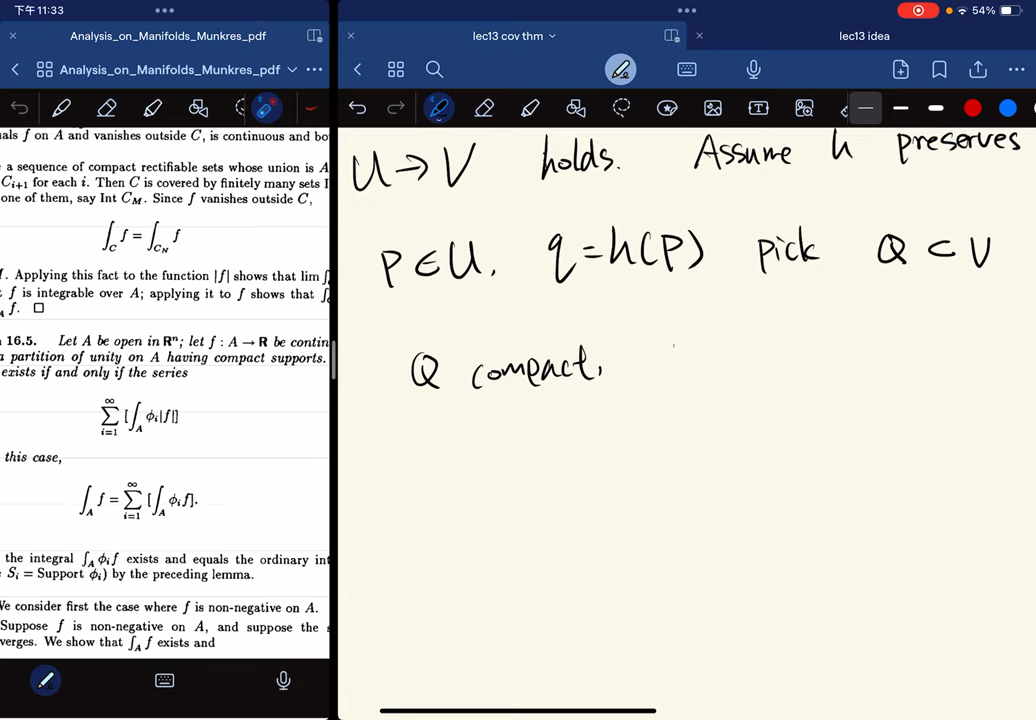 下午11:33
54%
Analysis_on_Manifolds_Munkres_pdf
lec13 cov thm
lec13 idea
Analysis_on_Manifolds_Munkres_pdf
als f on A and vanishes outside C, is continuous and bo
a sequence of compact rectifiable sets whose union is A
C_{i+1} for each i. Then C is covered by finitely many sets I
one of them, say Int C_M. Since f vanishes outside C,
∫_C f = ∫_{C_N} f
. Applying this fact to the function |f| shows that lim ∫
f is integrable over A; applying it to f shows that ∫
f. □
16.5. Let A be open in R^n; let f : A → R be contin
a partition of unity on A having compact supports.
exists if and only if the series
∑_{i=1}^{∞} [∫_A ϕ_i|f|]
this case,
∫_A f = ∑_{i=1}^{∞} [∫_A ϕ_i f].
the integral ∫_A ϕ_i f exists and equals the ordinary int
S_i = Support ϕ_i) by the preceding lemma.
We consider first the case where f is non-negative on A.
Suppose f is non-negative on A, and suppose the s
verges. We show that ∫_A f exists and
U → V holds. Assume h preserves
p ∈ U. q = h(p) pick Q ⊂ V
Q compact,